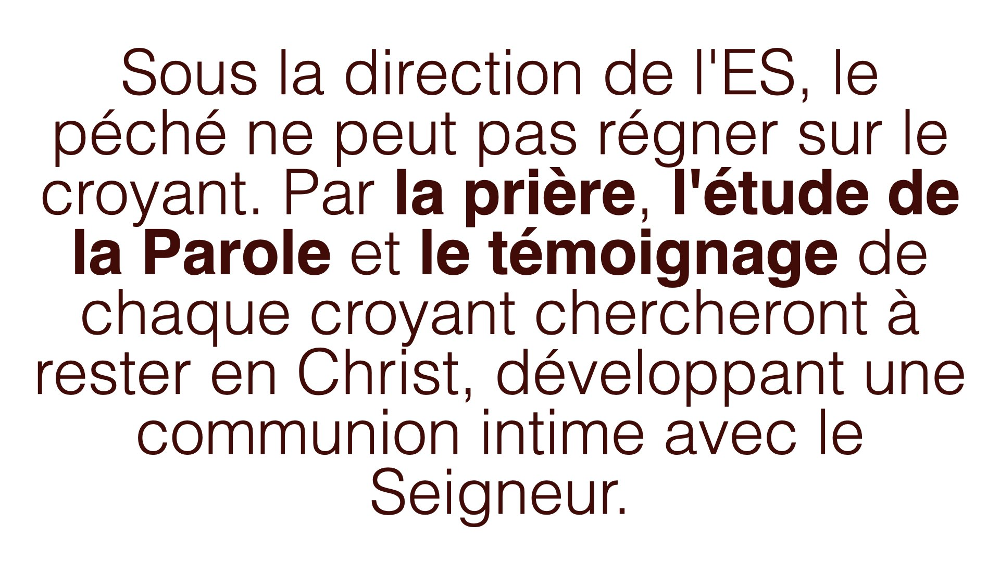 Sous la direction de l'ES, le
péché ne peut pas régner sur le
croyant. Par la prière, l'étude de
la Parole et le témoignage de
chaque croyant chercheront à
rester en Christ, développant une
communion intime avec le
Seigneur.